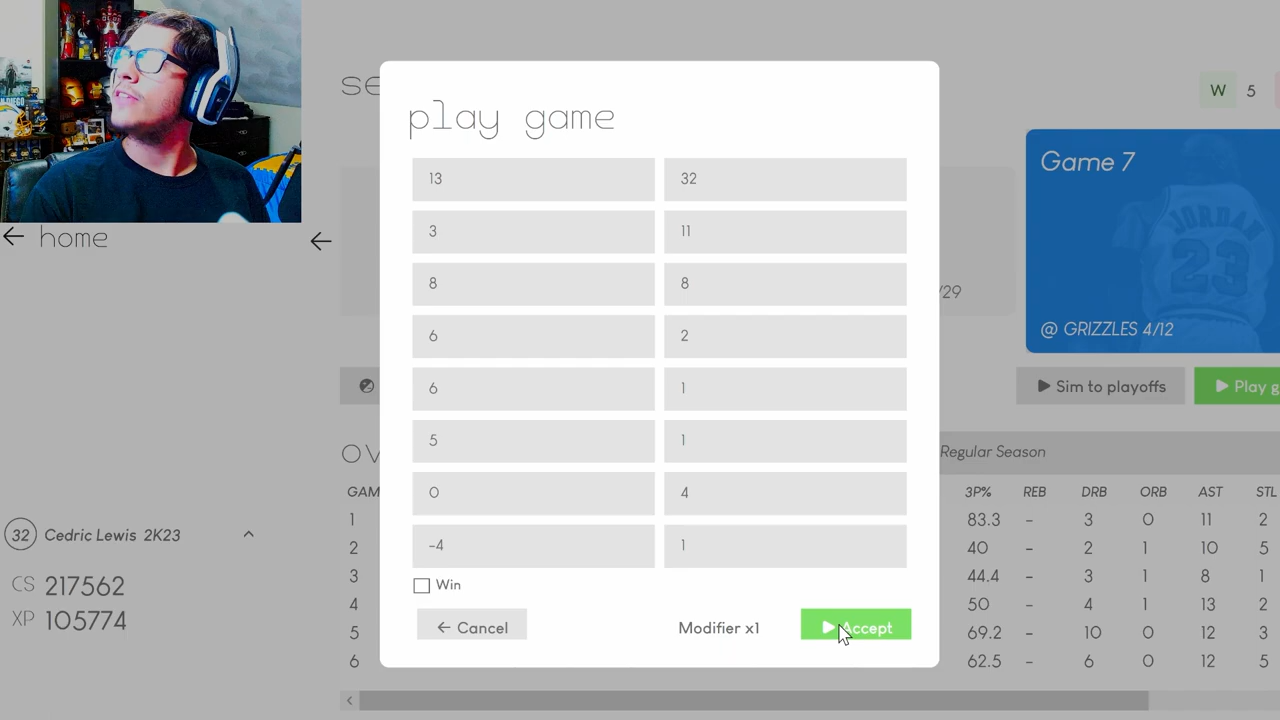 se
W 5
play game
13 32
3 11
8 8
6 2
6 1
5 1
0 4
-4 1
Win
← Cancel
Modifier x1
Accept
← home
←
/29
Game 7
JORDAN
23
@ GRIZZLES 4/12
Sim to playoffs
Play g
OV
Regular Season
GAM 3P% REB DRB ORB AST STL
1 83.3 - 3 0 11 2
2 40 - 2 1 10 5
3 44.4 - 3 1 8 1
4 50 - 4 1 13 2
5 69.2 - 10 0 12 3
6 62.5 - 6 0 12 5
32 Cedric Lewis 2K23
CS 217562
XP 105774